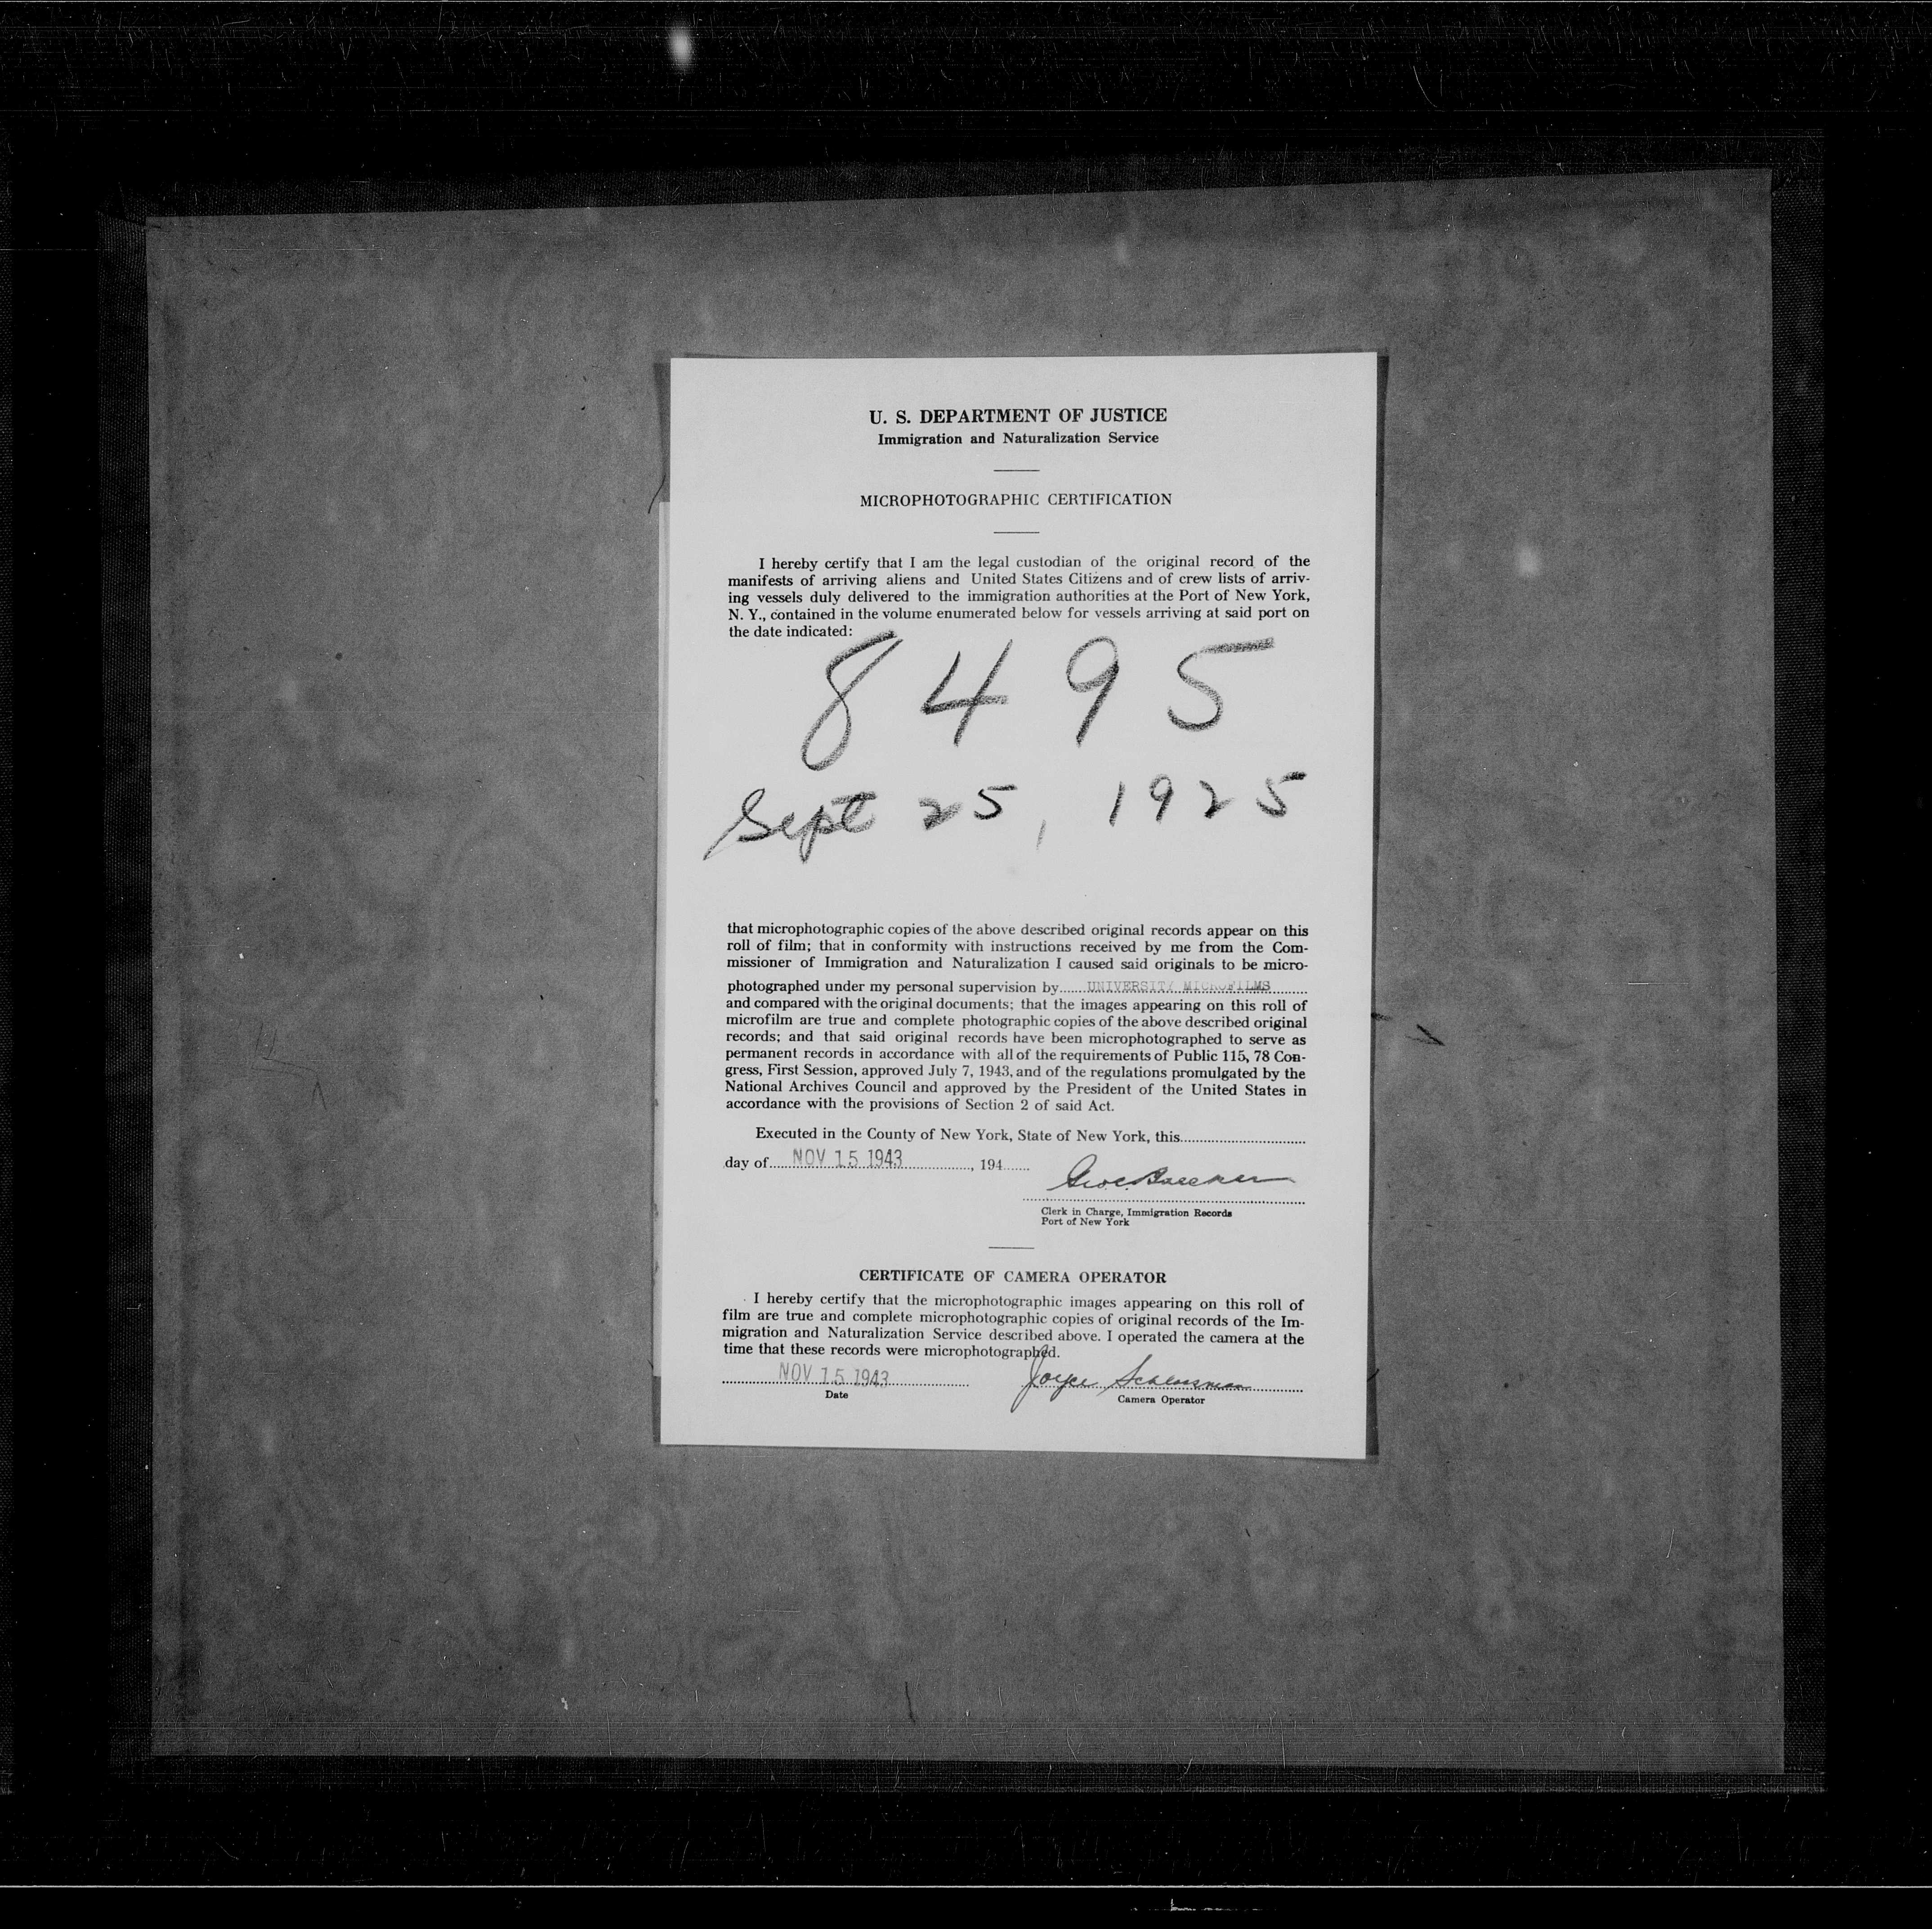 U. S. DEPARTMENT OF JUSTICE
Immigration and Naturalization Service
MICROPHOTOGRAPHIC CERTIFICATION
I hereby certify that I am the legal custodian of the original record of the
manifests of arriving aliens and United States Citizens and of crew lists of arriv-
ing vessels duly delivered to the immigration authorities at the Port of New York,
N. Y., contained in the volume enumerated below for vessels arriving at said port on
the date indicated:
8495
Sept 25, 1925
that microphotographic copies of the above described original records appear on this
roll of film; that in conformity with instructions received by me from the Com-
missioner of Immigration and Naturalization I caused said originals to be micro-
photographed under my personal supervision by UNIVERSITY MICROFILMS
and compared with the original documents; that the images appearing on this roll of
microfilm are true and complete photographic copies of the above described original
records; and that said original records have been microphotographed to serve as
permanent records in accordance with all of the requirements of Public 115, 78 Con-
gress, First Session, approved July 7, 1943, and of the regulations promulgated by the
National Archives Council and approved by the President of the United States in
accordance with the provisions of Section 2 of said Act.
Executed in the County of New York, State of New York, this
day of NOV 15 1943, 194
Clerk in Charge, Immigration Records
Port of New York
CERTIFICATE OF CAMERA OPERATOR
I hereby certify that the microphotographic images appearing on this roll of
film are true and complete microphotographic copies of original records of the Im-
migration and Naturalization Service described above. I operated the camera at the
time that these records were microphotographed.
NOV 15 1943 Joyce Schlossman
Date
Camera Operator